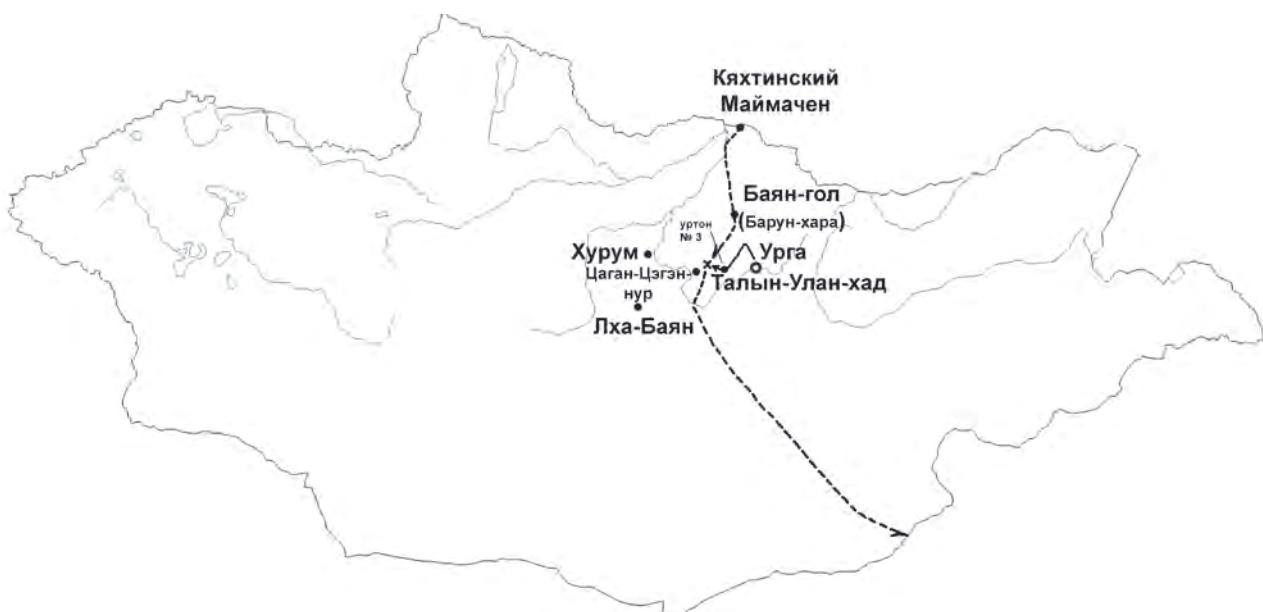 Кяхтинский
Маймачен
Баян-гол
(Барун-хара)
уртон
№ 3
Хурум
Урга
Цаган-Цэгэн-
нур
Талын-Улан-хад
Лха-Баян